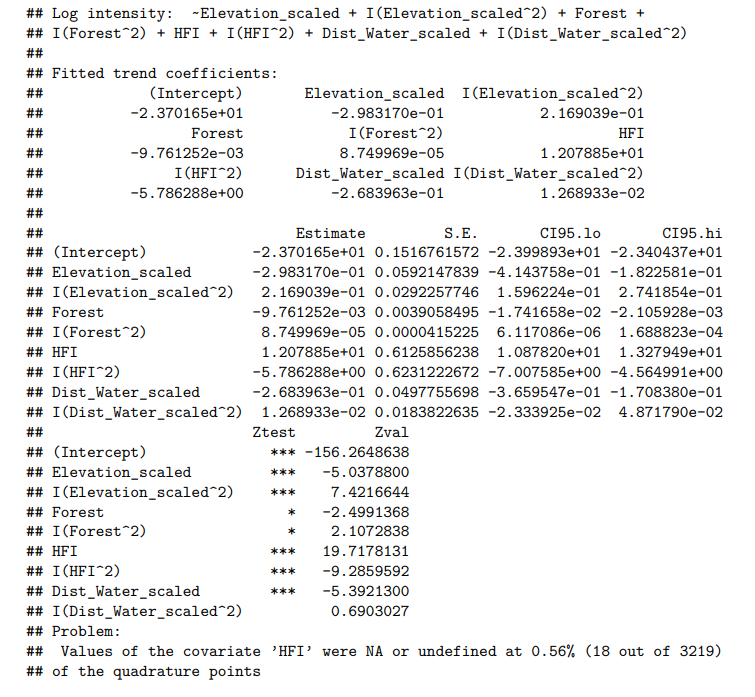 ## Log intensity: ~Elevation_scaled + I(Elevation_scaled^2) + Forest +
## I(Forest^2) + HFI + I(HFI^2) + Dist_Water_scaled + I(Dist_Water_scaled^2)
##
## Fitted trend coefficients:
## (Intercept) Elevation_scaled I(Elevation_scaled^2)
## -2.370165e+01 -2.983170e-01 2.169039e-01
## Forest I(Forest^2) HFI
## -9.761252e-03 8.749969e-05 1.207885e+01
## I(HFI^2) Dist_Water_scaled I(Dist_Water_scaled^2)
## -5.786288e+00 -2.683963e-01 1.268933e-02
##
## Estimate S.E. CI95.lo CI95.hi
## (Intercept) -2.370165e+01 0.1516761572 -2.399893e+01 -2.340437e+01
## Elevation_scaled -2.983170e-01 0.0592147839 -4.143758e-01 -1.822581e-01
## I(Elevation_scaled^2) 2.169039e-01 0.0292257746 1.596224e-01 2.741854e-01
## Forest -9.761252e-03 0.0039058495 -1.741658e-02 -2.105928e-03
## I(Forest^2) 8.749969e-05 0.0000415225 6.117086e-06 1.688823e-04
## HFI 1.207885e+01 0.6125856238 1.087820e+01 1.327949e+01
## I(HFI^2) -5.786288e+00 0.6231222672 -7.007585e+00 -4.564991e+00
## Dist_Water_scaled -2.683963e-01 0.0497755698 -3.659547e-01 -1.708380e-01
## I(Dist_Water_scaled^2) 1.268933e-02 0.0183822635 -2.333925e-02 4.871790e-02
## Ztest Zval
## (Intercept) *** -156.2648638
## Elevation_scaled *** -5.0378800
## I(Elevation_scaled^2) *** 7.4216644
## Forest * -2.4991368
## I(Forest^2) * 2.1072838
## HFI *** 19.7178131
## I(HFI^2) *** -9.2859592
## Dist_Water_scaled *** -5.3921300
## I(Dist_Water_scaled^2) 0.6903027
## Problem:
## Values of the covariate 'HFI' were NA or undefined at 0.56% (18 out of 3219)
## of the quadrature points